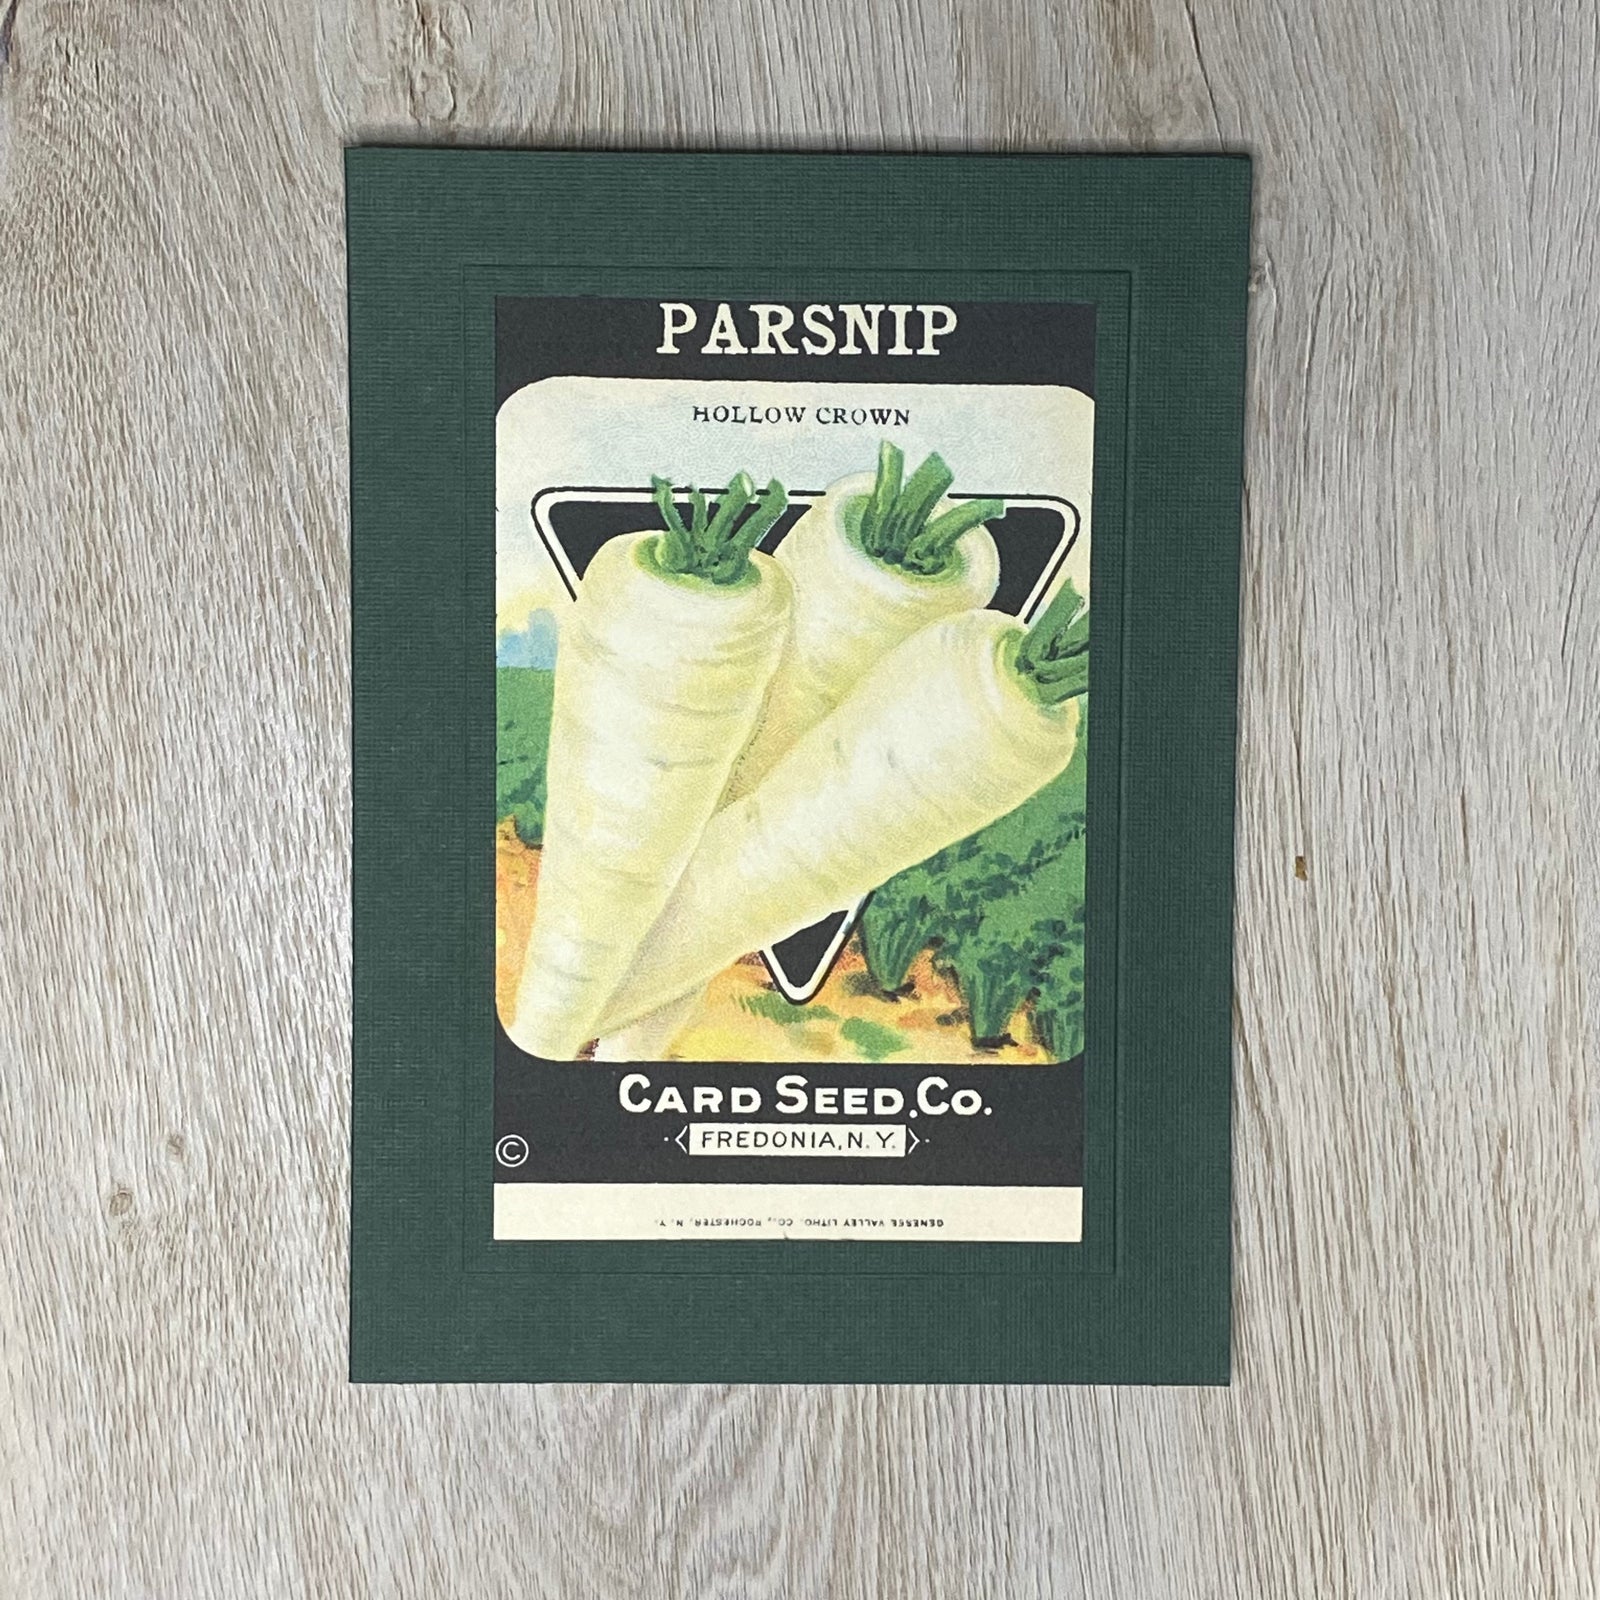 PARSNIP
HOLLOW CROWN
CARD SEED.CO.
FREDONIA, N. Y.
©
GENESEE VALLEY LITHO. CO., ROCHESTER, N. Y.